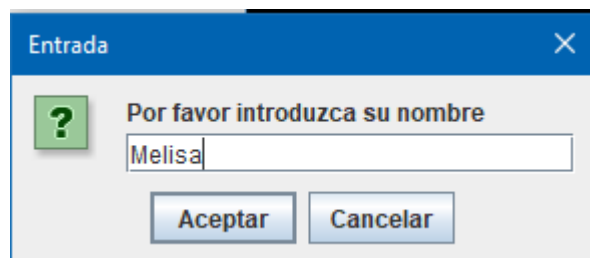 Entrada
Por favor introduzca su nombre
Melisa
Aceptar Cancelar